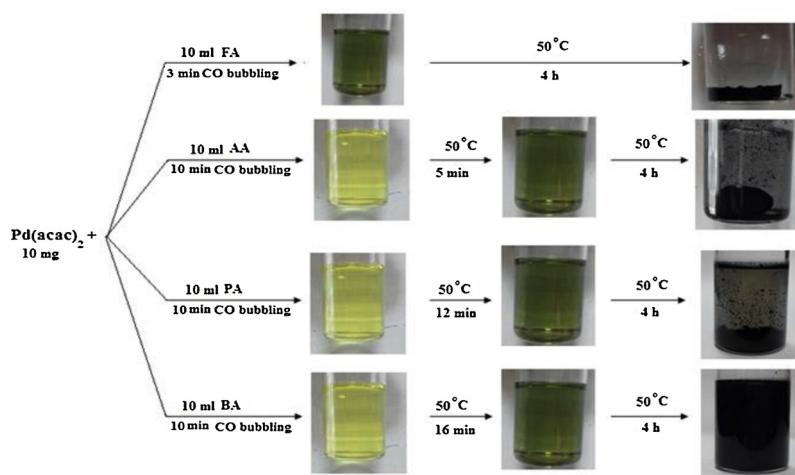 10 ml FA
3 min CO bubbling
50°C
4 h
10 ml AA
10 min CO bubbling
50°C
5 min
50°C
4 h
Pd(acac)2 +
10 mg
10 ml PA
10 min CO bubbling
50°C
12 min
50°C
4 h
10 ml BA
10 min CO bubbling
50°C
16 min
50°C
4 h